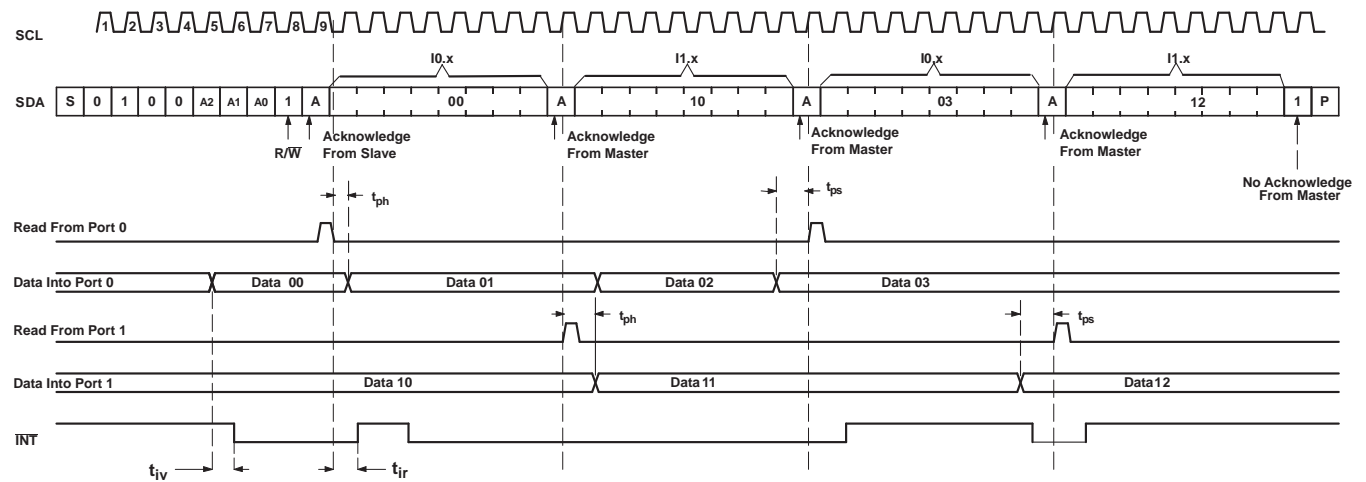 SCL 1 2 3 4 5 6 7 8 9
I0.x I1.x I0.x I1.x
SDA S 0 1 0 0 A2 A1 A0 1 A 00 A 10 A 03 A 12 1 P
R/W̅ Acknowledge From Slave
Acknowledge From Master
Acknowledge From Master
Acknowledge From Master
No Acknowledge From Master
tph tps
Read From Port 0
Data Into Port 0 Data 00 Data 01 Data 02 Data 03
tph tps
Read From Port 1
Data Into Port 1 Data 10 Data 11 Data 12
I̅N̅T̅
tiv tir